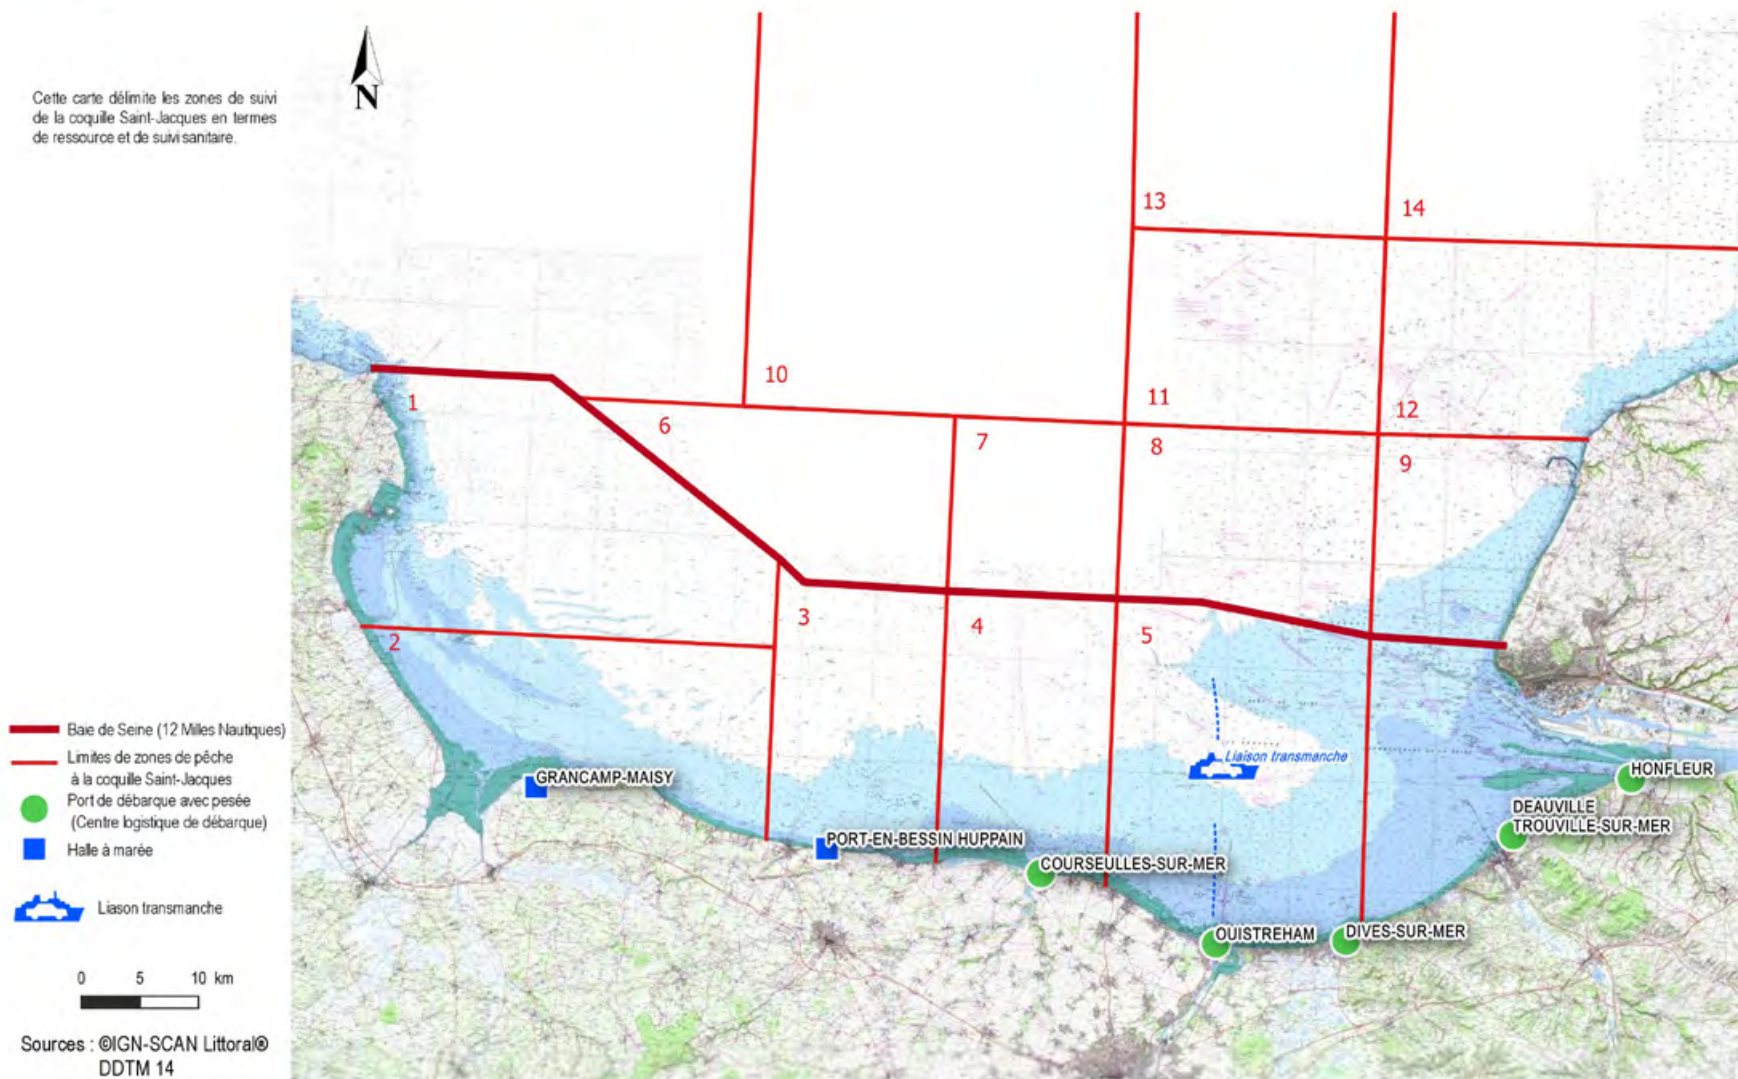 Cette carte délimite les zones de suivi
de la coquille Saint-Jacques en termes
de ressource et de suivi sanitaire.
N
13
14
10
11
12
1
6
7
8
9
2
3
4
5
Baie de Seine (12 Milles Nautiques)
Limites de zones de pêche
à la coquille Saint-Jacques
Port de débarque avec pesée
(Centre logistique de débarque)
Halle à marée
Liason transmanche
Liaison transmanche
GRANCAMP-MAISY
HONFLEUR
DEAUVILLE
TROUVILLE-SUR-MER
PORT-EN-BESSIN HUPPAIN
COURSEULLES-SUR-MER
OUISTREHAM
DIVES-SUR-MER
0 5 10 km
Sources : ©IGN-SCAN Littoral®
DDTM 14